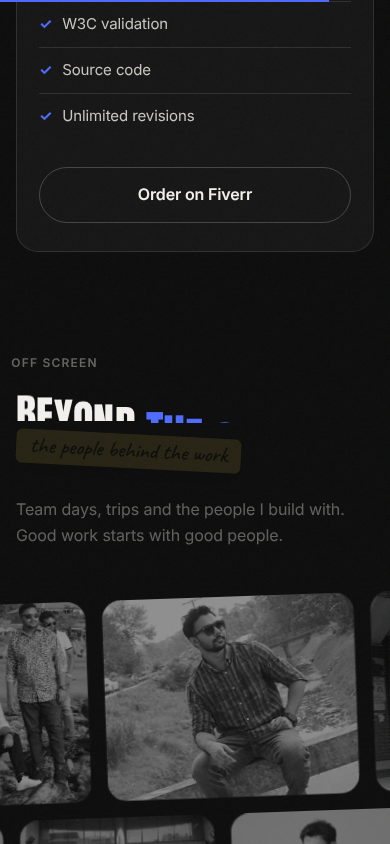 W3C validation
Source code
Unlimited revisions
Order on Fiverr
OFF SCREEN
BEYOND
the people behind the work
Team days, trips and the people I build with.
Good work starts with good people.